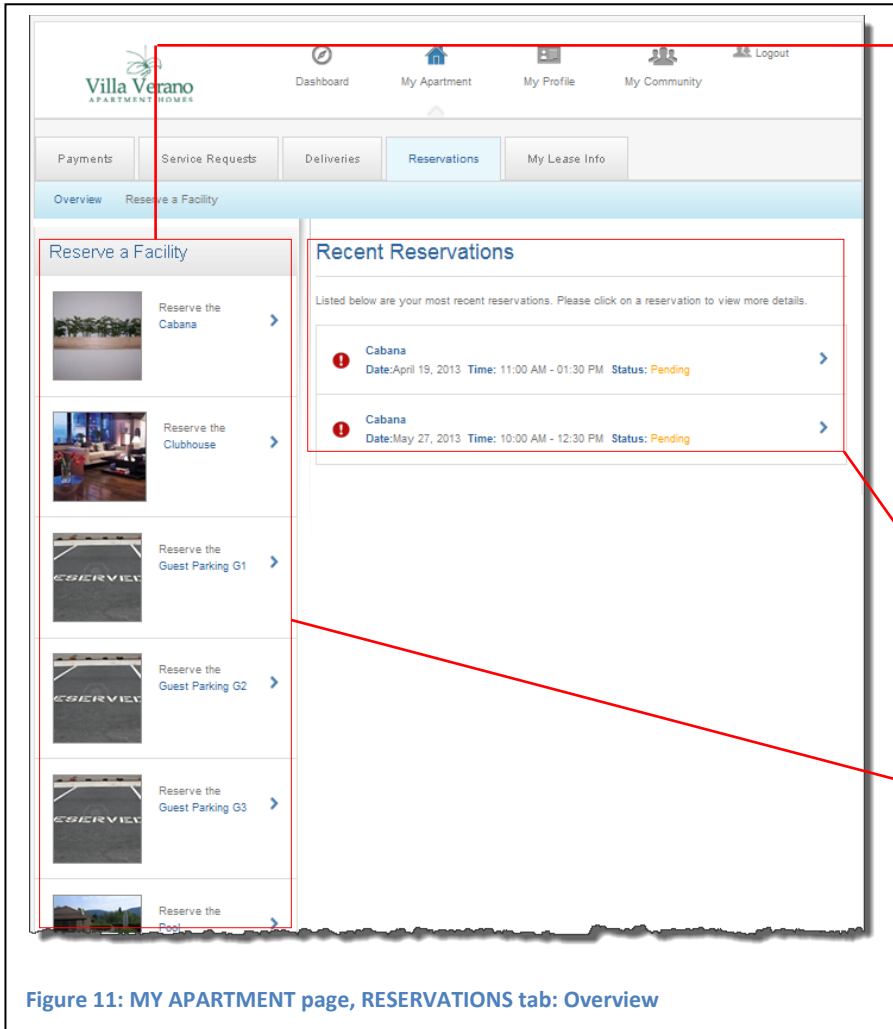 Villa Verano
APARTMENT HOMES
Dashboard
My Apartment
My Profile
My Community
Logout
Payments
Service Requests
Deliveries
Reservations
My Lease Info
Overview
Reserve a Facility
Reserve a Facility
Reserve the
Cabana
Reserve the
Clubhouse
ESERVED
Reserve the
Guest Parking G1
ESERVED
Reserve the
Guest Parking G2
ESERVED
Reserve the
Guest Parking G3
Reserve the
Pool
Recent Reservations
Listed below are your most recent reservations. Please click on a reservation to view more details.
Cabana
Date:April 19, 2013 Time: 11:00 AM - 01:30 PM Status: Pending
Cabana
Date:May 27, 2013 Time: 10:00 AM - 12:30 PM Status: Pending
Figure 11: MY APARTMENT page, RESERVATIONS tab: Overview